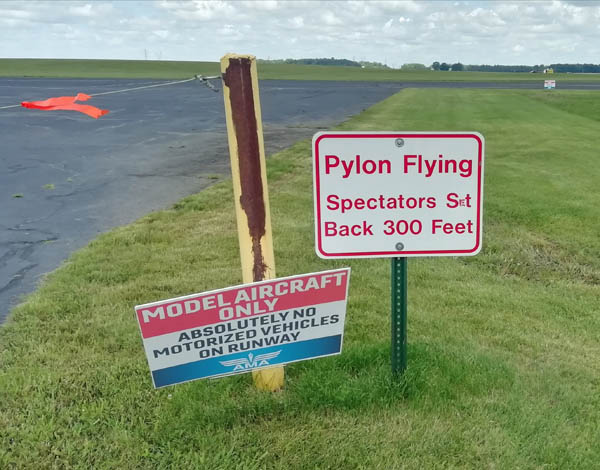 Pylon Flying
Spectators Set
Back 300 Feet
MODEL AIRCRAFT
ONLY
ABSOLUTELY NO
MOTORIZED VEHICLES
ON RUNWAY
AMA